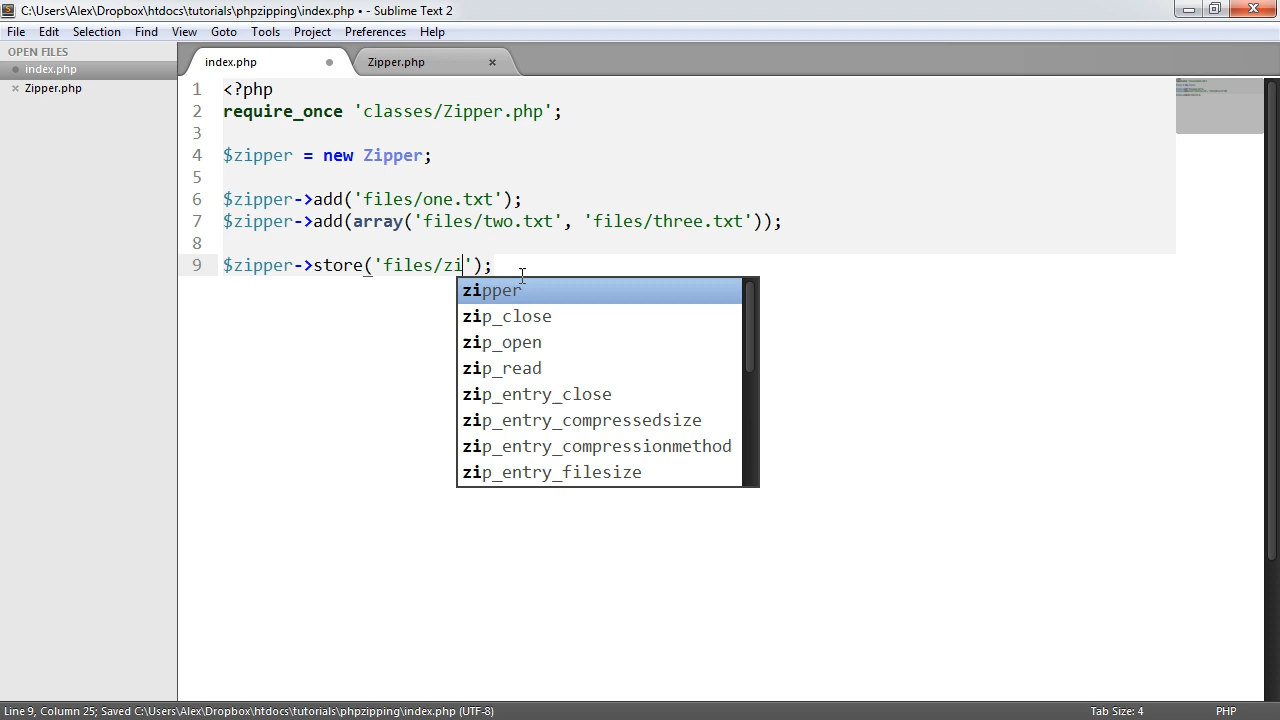 C:\Users\Alex\Dropbox\htdocs\tutorials\phpzipping\index.php • - Sublime Text 2
File Edit Selection Find View Goto Tools Project Preferences Help
OPEN FILES
index.php
Zipper.php
index.php Zipper.php
1 <?php
2 require_once 'classes/Zipper.php';
3
4 $zipper = new Zipper;
5
6 $zipper->add('files/one.txt');
7 $zipper->add(array('files/two.txt', 'files/three.txt'));
8
9 $zipper->store('files/zi');
zipper
zip_close
zip_open
zip_read
zip_entry_close
zip_entry_compressedsize
zip_entry_compressionmethod
zip_entry_filesize
Line 9, Column 25; Saved C:\Users\Alex\Dropbox\htdocs\tutorials\phpzipping\index.php (UTF-8) Tab Size: 4 PHP